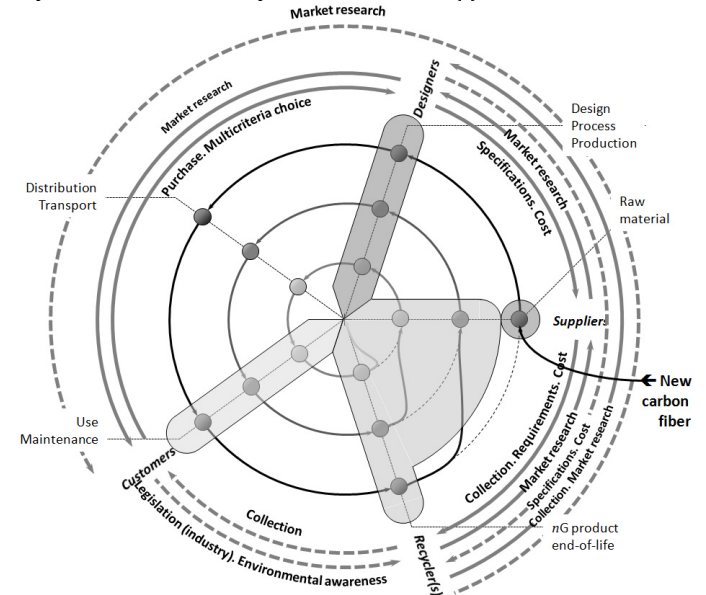 Market research
Designers
Market research
Purchase. Multicriteria choice
Design
Process
Production
Market research
Specifications. Cost
Distribution
Transport
Raw
material
Suppliers
New
carbon
fiber
Use
Maintenance
Customers
Collection. Requirements. Cost
Market research
Specifications. Cost
Collection. Market research
Collection
Legislation (industry). Environmental awareness
nG product
end-of-life
Recycler(s)